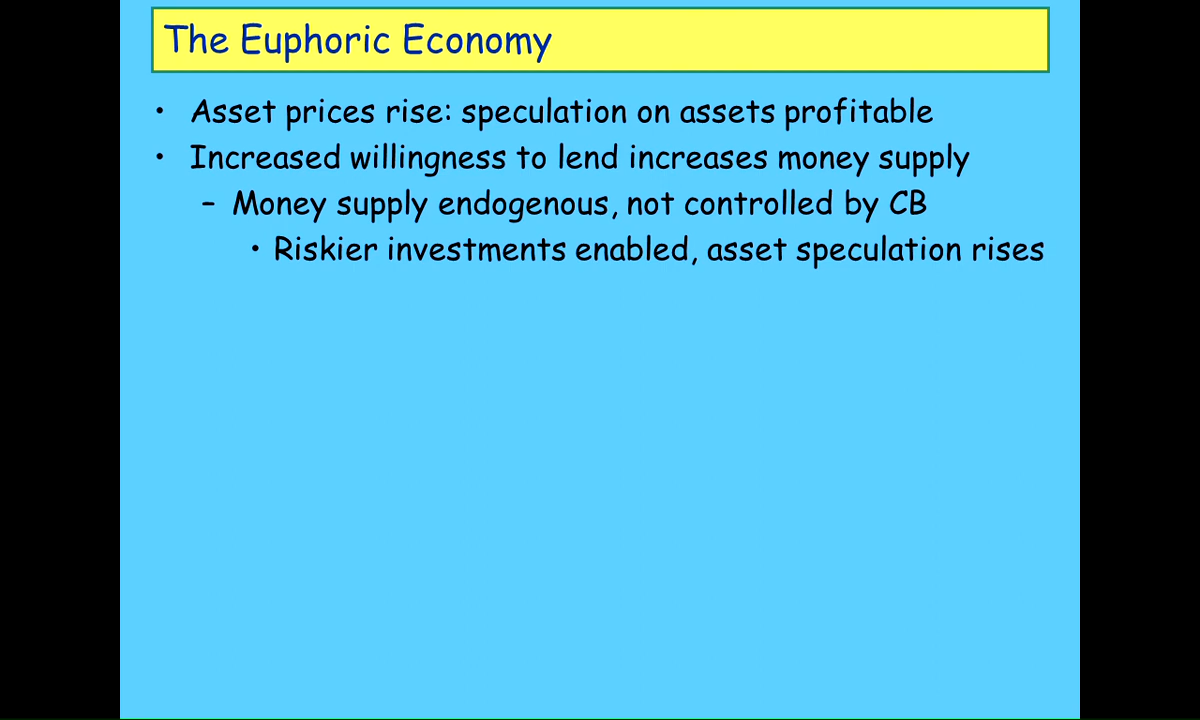 The Euphoric Economy
• Asset prices rise: speculation on assets profitable
• Increased willingness to lend increases money supply
– Money supply endogenous, not controlled by CB
• Riskier investments enabled, asset speculation rises